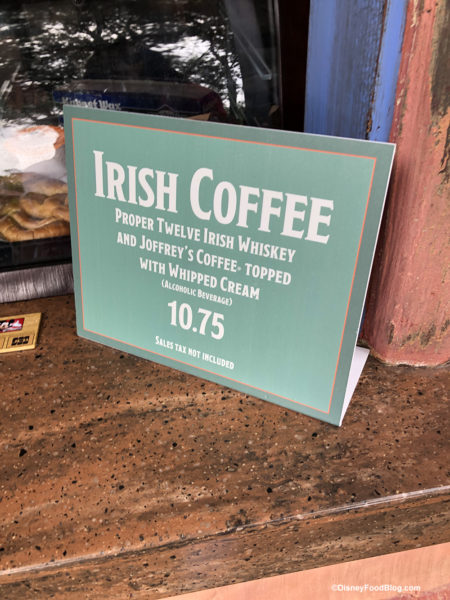 Irish Coffee
Proper Twelve Irish Whiskey
and Joffrey's Coffee® topped
with Whipped Cream
(Alcoholic Beverage)
10.75
Sales tax not included
©DisneyFoodBlog.com